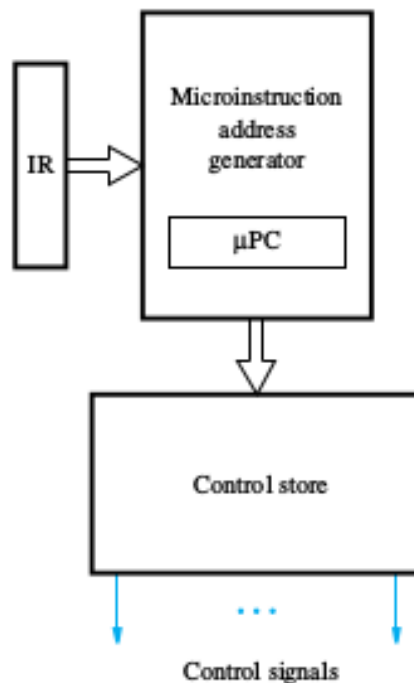 Microinstruction
address
generator
IR
μPC
Control store
...
Control signals